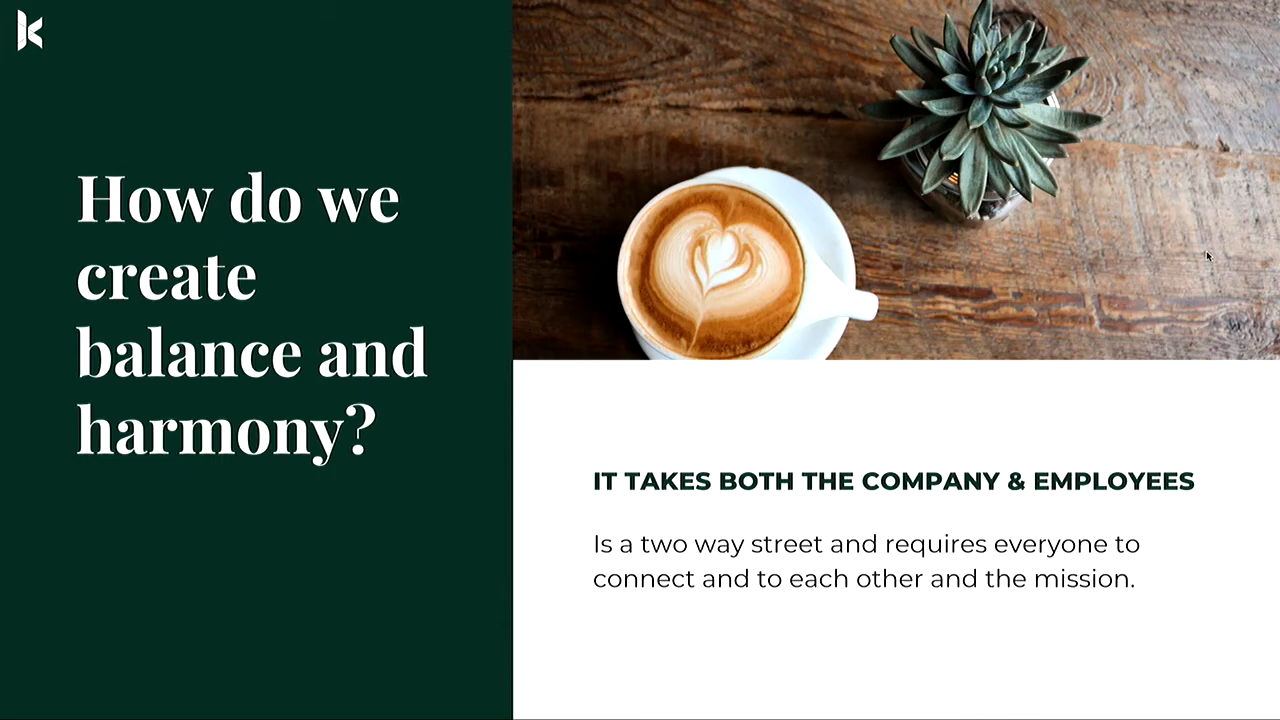 How do we
create
balance and
harmony?
IT TAKES BOTH THE COMPANY & EMPLOYEES
Is a two way street and requires everyone to
connect and to each other and the mission.